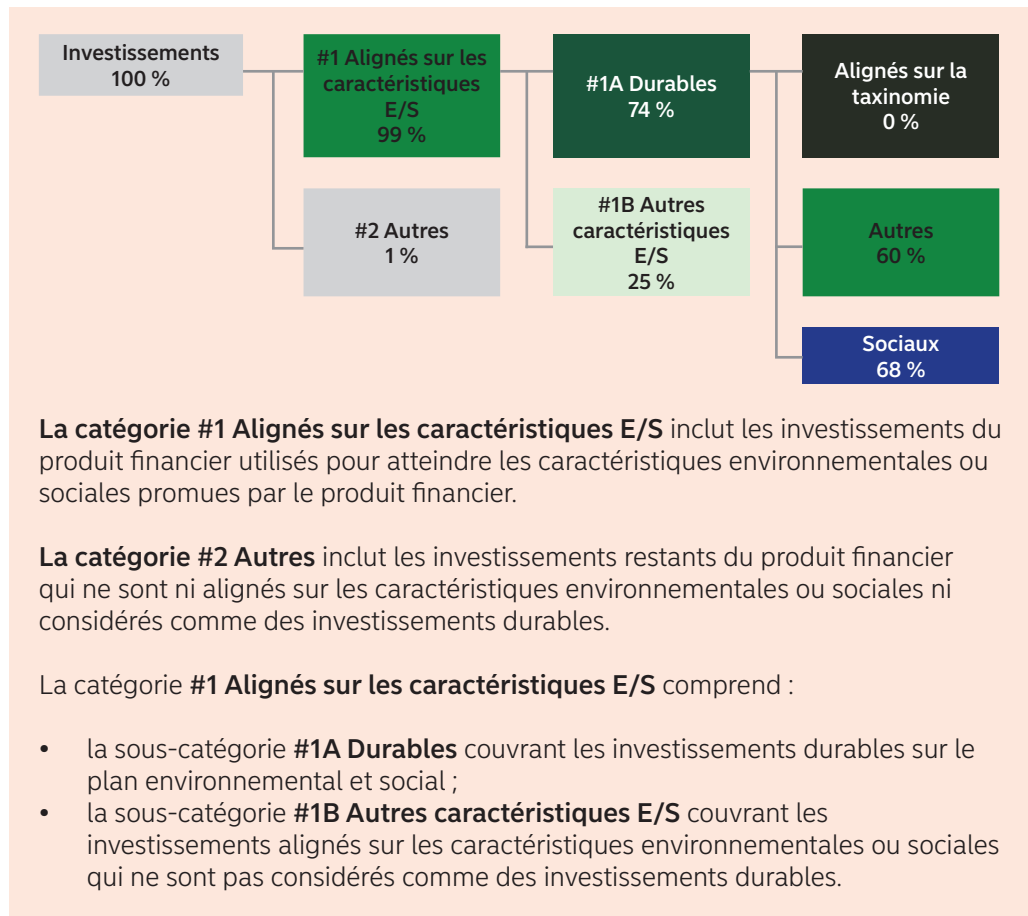 Investissements
100 %
#1 Alignés sur les
caractéristiques
E/S
99 %
#1A Durables
74 %
Alignés sur la
taxinomie
0 %
#2 Autres
1 %
#1B Autres
caractéristiques
E/S
25 %
Autres
60 %
Sociaux
68 %
La catégorie #1 Alignés sur les caractéristiques E/S inclut les investissements du
produit financier utilisés pour atteindre les caractéristiques environnementales ou
sociales promues par le produit financier.
La catégorie #2 Autres inclut les investissements restants du produit financier
qui ne sont ni alignés sur les caractéristiques environnementales ou sociales ni
considérés comme des investissements durables.
La catégorie #1 Alignés sur les caractéristiques E/S comprend :
• la sous-catégorie #1A Durables couvrant les investissements durables sur le
plan environnemental et social ;
• la sous-catégorie #1B Autres caractéristiques E/S couvrant les
investissements alignés sur les caractéristiques environnementales ou sociales
qui ne sont pas considérés comme des investissements durables.